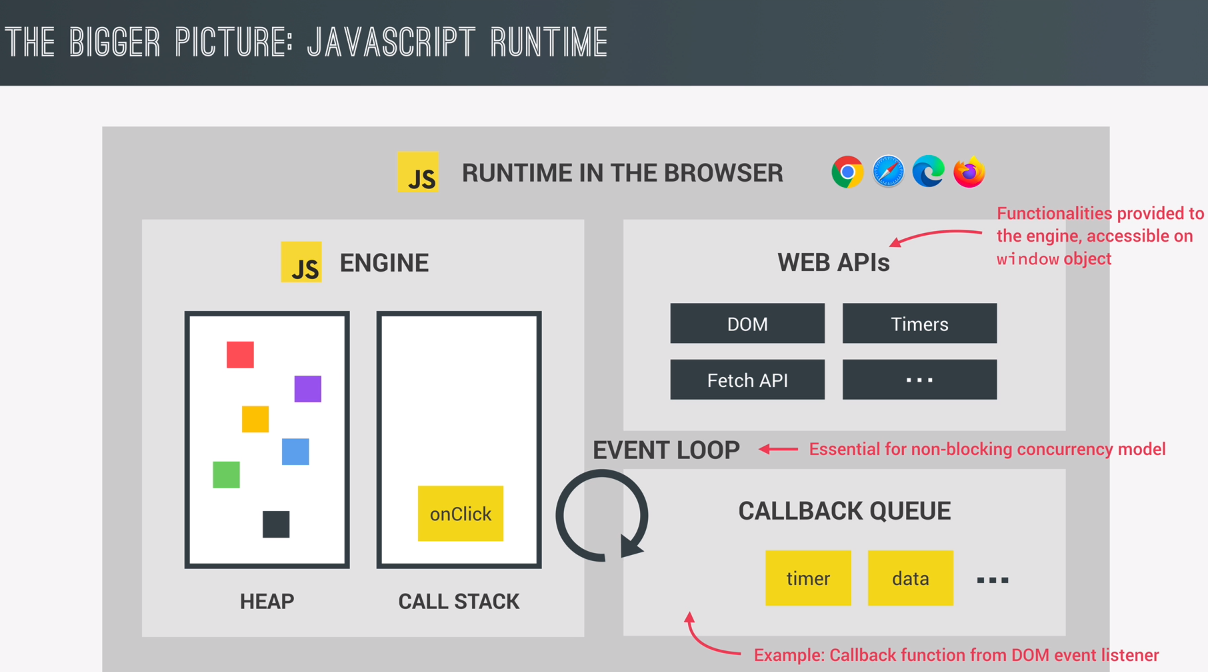 THE BIGGER PICTURE: JAVASCRIPT RUNTIME
JS RUNTIME IN THE BROWSER
JS ENGINE
HEAP
onClick
CALL STACK
WEB APIs
Functionalities provided to
the engine, accessible on
window object
DOM
Timers
Fetch API
...
EVENT LOOP
Essential for non-blocking concurrency model
CALLBACK QUEUE
timer
data
...
Example: Callback function from DOM event listener